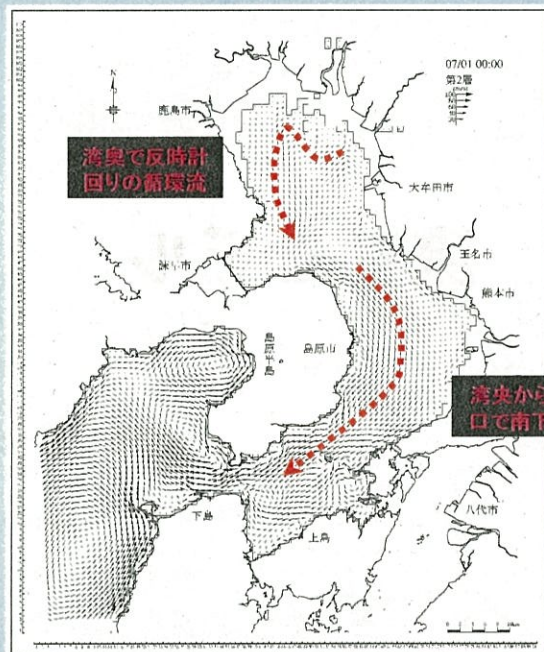 07/01 00:00
第2層
N
鹿島市
湾奥で反時計
回りの循環流
大牟田市
玉名市
諫早市
熊本市
島原半島
島原市
湾央から
口で南下
八代市
下島
上島